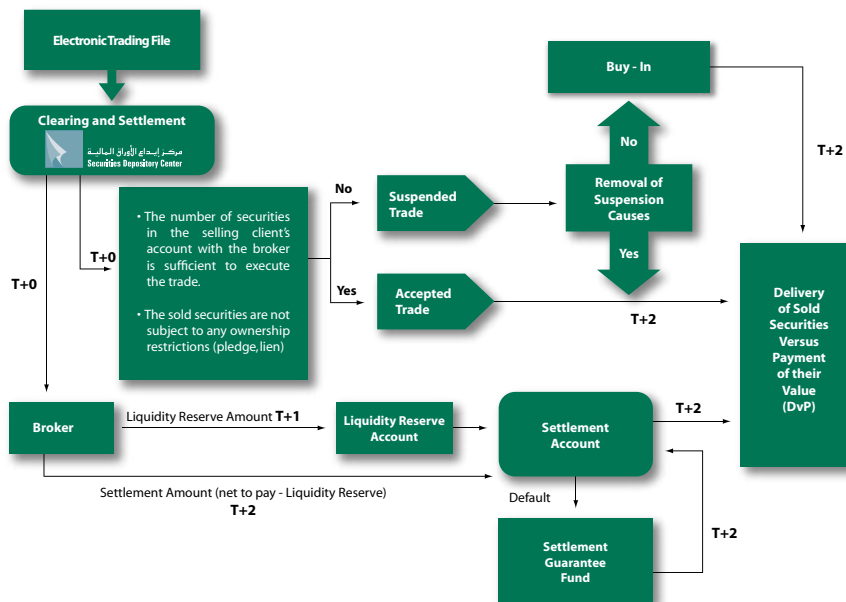 Electronic Trading File
Clearing and Settlement
مركز إيداع الأوراق المالية
Securities Depository Center
T+0
T+0
• The number of securities
in the selling client's
account with the broker
is sufficient to execute
the trade.
• The sold securities are not
subject to any ownership
restrictions (pledge, lien)
No
Yes
Suspended
Trade
Accepted
Trade
Buy - In
No
Removal of
Suspension
Causes
Yes
T+2
T+2
Delivery
of Sold
Securities
Versus
Payment
of their
Value
(DvP)
Broker
Liquidity Reserve Amount T+1
Liquidity Reserve
Account
Settlement
Account
T+2
Settlement Amount (net to pay - Liquidity Reserve)
T+2
Default
Settlement
Guarantee
Fund
T+2